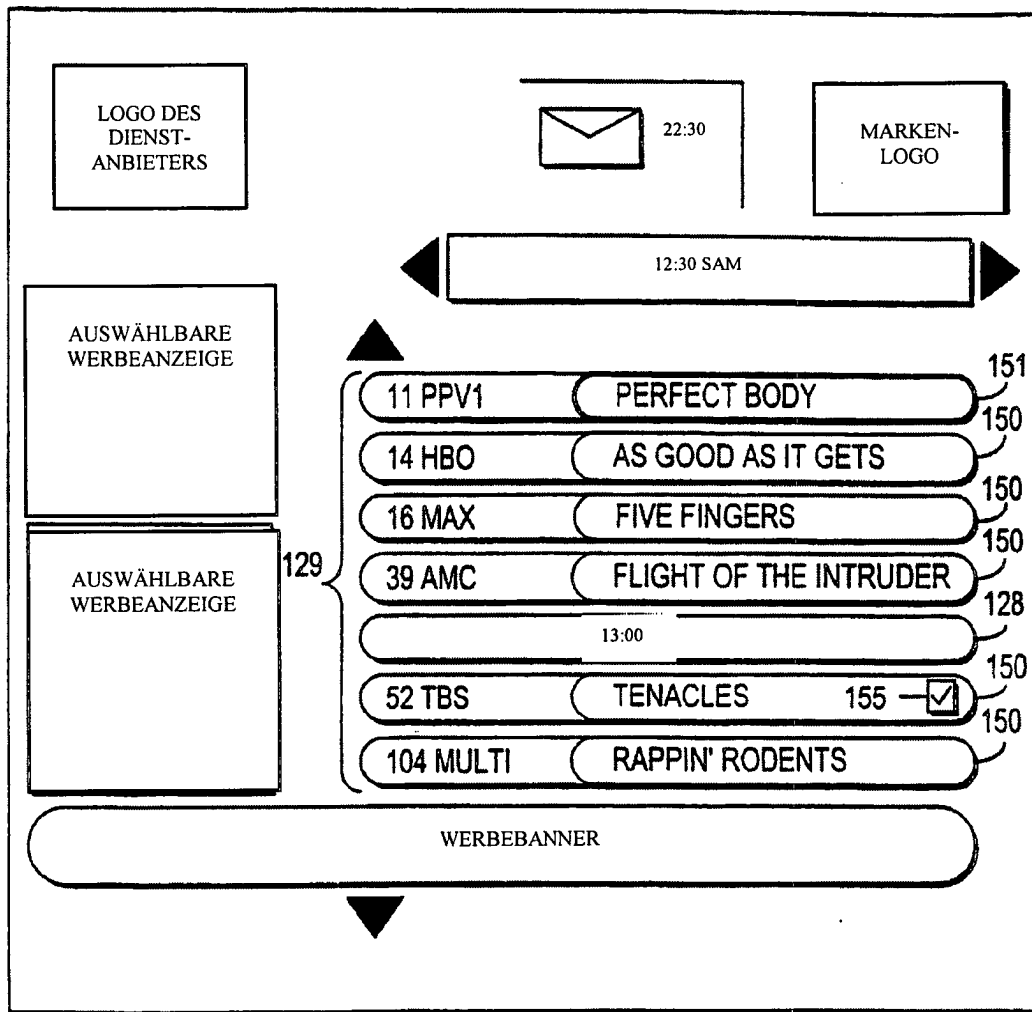 LOGO DES
DIENST-
ANBIETERS
22:30
MARKEN-
LOGO
12:30 SAM
AUSWÄHLBARE
WERBEANZEIGE
AUSWÄHLBARE
WERBEANZEIGE
129
11 PPV1 PERFECT BODY 151
14 HBO AS GOOD AS IT GETS 150
16 MAX FIVE FINGERS 150
39 AMC FLIGHT OF THE INTRUDER 150
13:00 128
52 TBS TENACLES 155 150
104 MULTI RAPPIN' RODENTS 150
WERBEBANNER